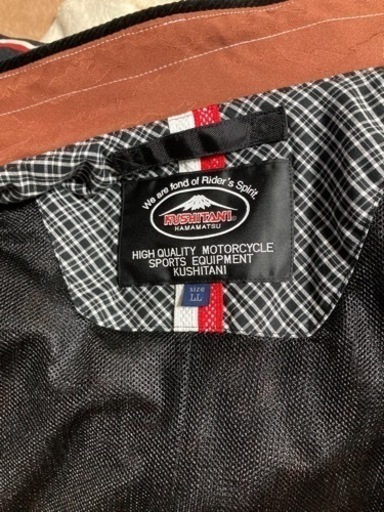 We are fond of Rider's Spirit
KUSHITANI
HAMAMATSU
HIGH QUALITY MOTORCYCLE
SPORTS EQUIPMENT
KUSHITANI
size
LL